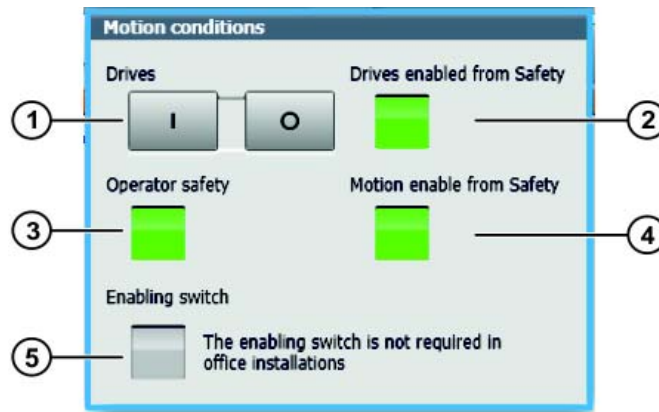 Motion conditions
Drives
Drives enabled from Safety
I
O
1
2
Operator safety
Motion enable from Safety
3
4
Enabling switch
5
The enabling switch is not required in
office installations